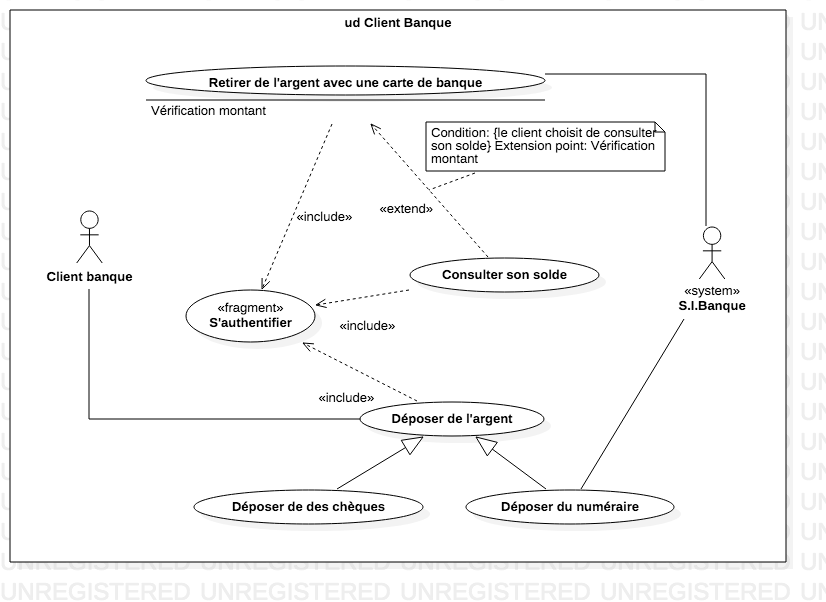 ud Client Banque
Retirer de l'argent avec une carte de banque
Vérification montant
Condition: {le client choisit de consulter
son solde} Extension point: Vérification
montant
«include»
«extend»
Client banque
Consulter son solde
«system»
S.I.Banque
«fragment»
S'authentifier
«include»
«include»
Déposer de l'argent
Déposer de des chèques
Déposer du numéraire
UNREGISTERED UNREGISTERED UNREGISTERED UNREGISTERED UN